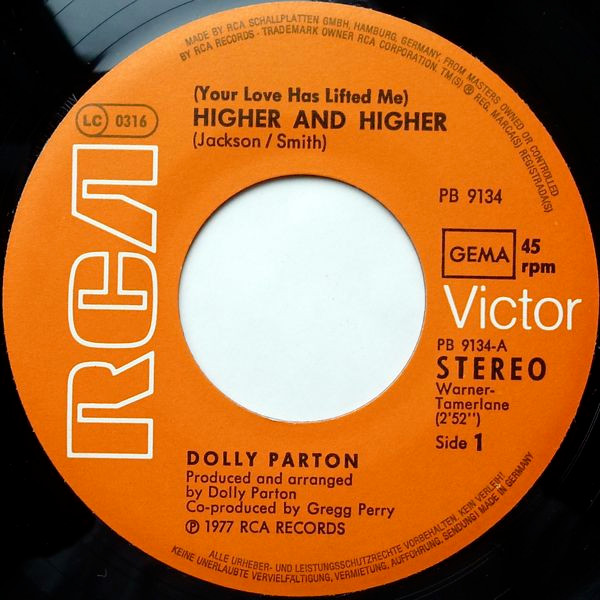 MADE BY RCA SCHALLPLATTEN GMBH, HAMBURG, GERMANY, FROM MASTERS OWNED OR CONTROLLED
BY RCA RECORDS · TRADEMARK OWNER RCA CORPORATION. TM(S) ® REG. MARCA(S) REGISTRADA(S)
(Your Love Has Lifted Me)
HIGHER AND HIGHER
(Jackson / Smith)
LC 0316
RCA
PB 9134
GEMA
45
rpm
Victor
PB 9134-A
STEREO
Warner-
Tamerlane
(2'52'')
Side 1
DOLLY PARTON
Produced and arranged
by Dolly Parton
Co-produced by Gregg Perry
℗ 1977 RCA RECORDS
ALLE URHEBER- UND LEISTUNGSSCHUTZRECHTE VORBEHALTEN. KEIN VERLEIH!
KEINE UNERLAUBTE VERVIELFÄLTIGUNG, VERMIETUNG, AUFFÜHRUNG, SENDUNG! MADE IN GERMANY